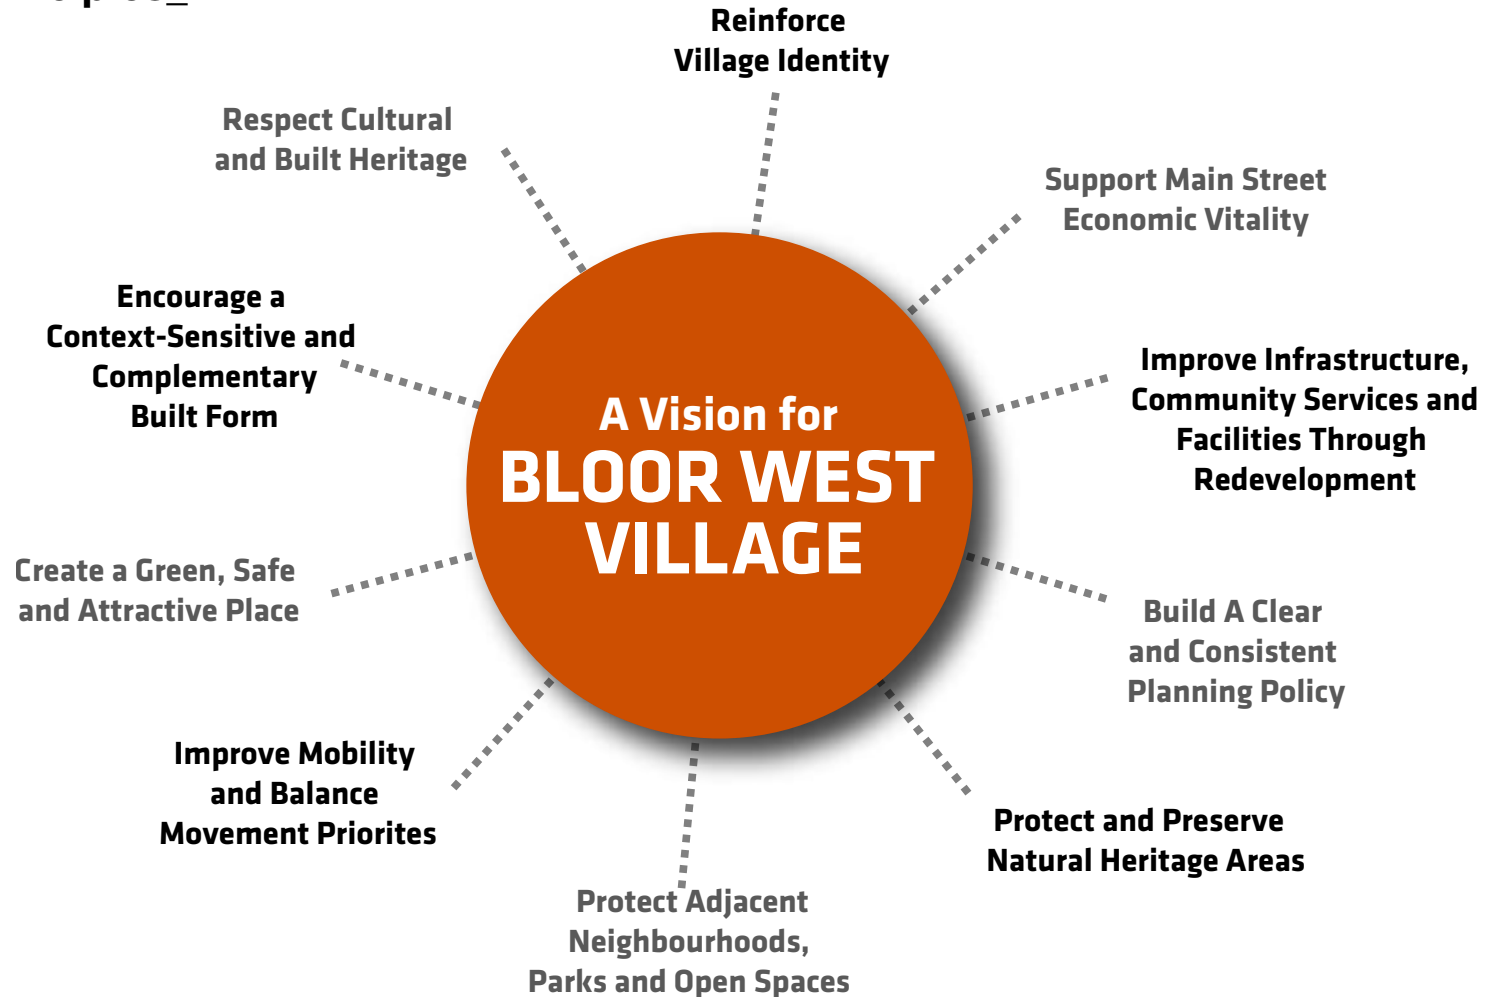 Reinforce
Village Identity
Respect Cultural
and Built Heritage
Support Main Street
Economic Vitality
Encourage a
Context-Sensitive and
Complementary
Built Form
Improve Infrastructure,
Community Services and
Facilities Through
Redevelopment
A Vision for
BLOOR WEST
VILLAGE
Create a Green, Safe
and Attractive Place
Build A Clear
and Consistent
Planning Policy
Improve Mobility
and Balance
Movement Priorites
Protect and Preserve
Natural Heritage Areas
Protect Adjacent
Neighbourhoods,
Parks and Open Spaces